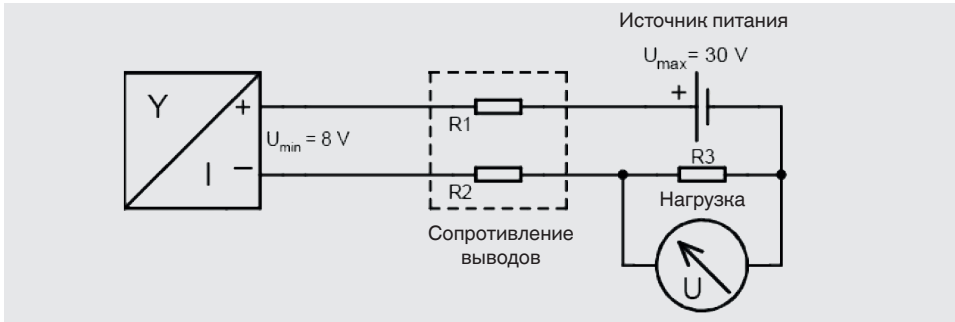 Источник питания
Umax= 30 V
Y
+
+
R1
Umin = 8 V
I
–
R2
R3
Нагрузка
Сопротивление
выводов
U